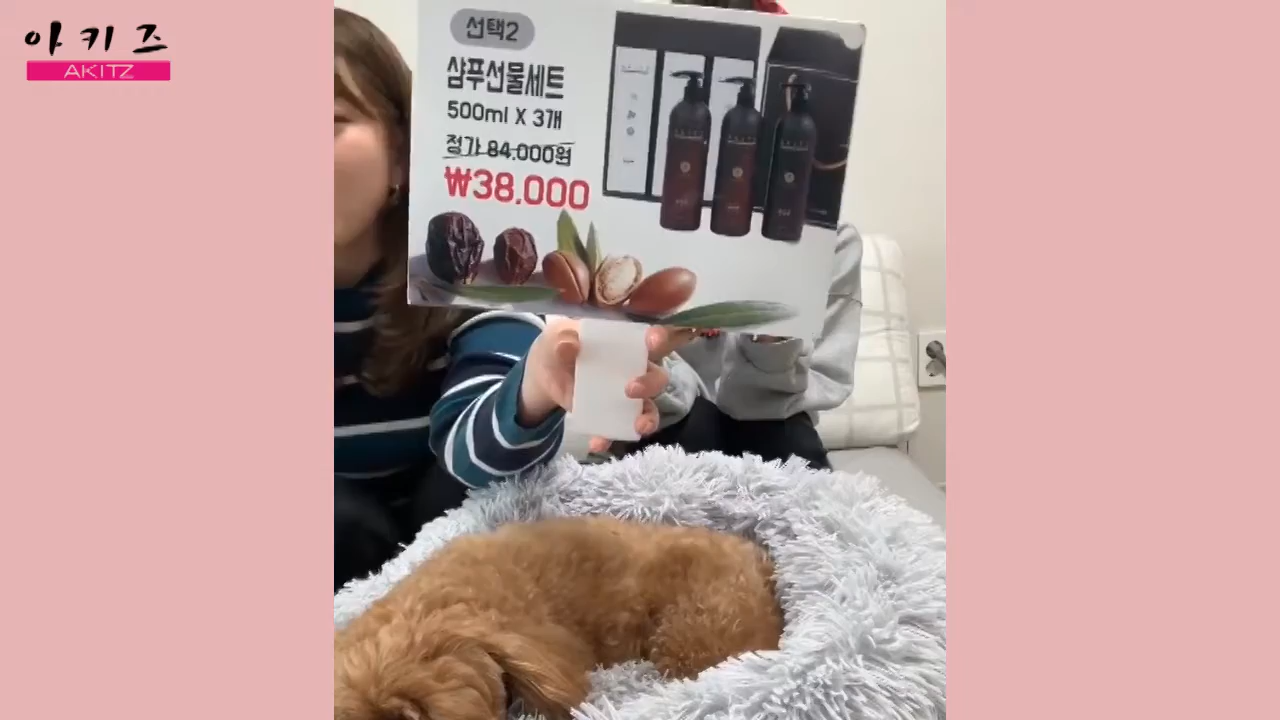 아키즈
AKITZ
선택2
샴푸선물세트
500ml X 3개
정가 84.000원
₩38.000